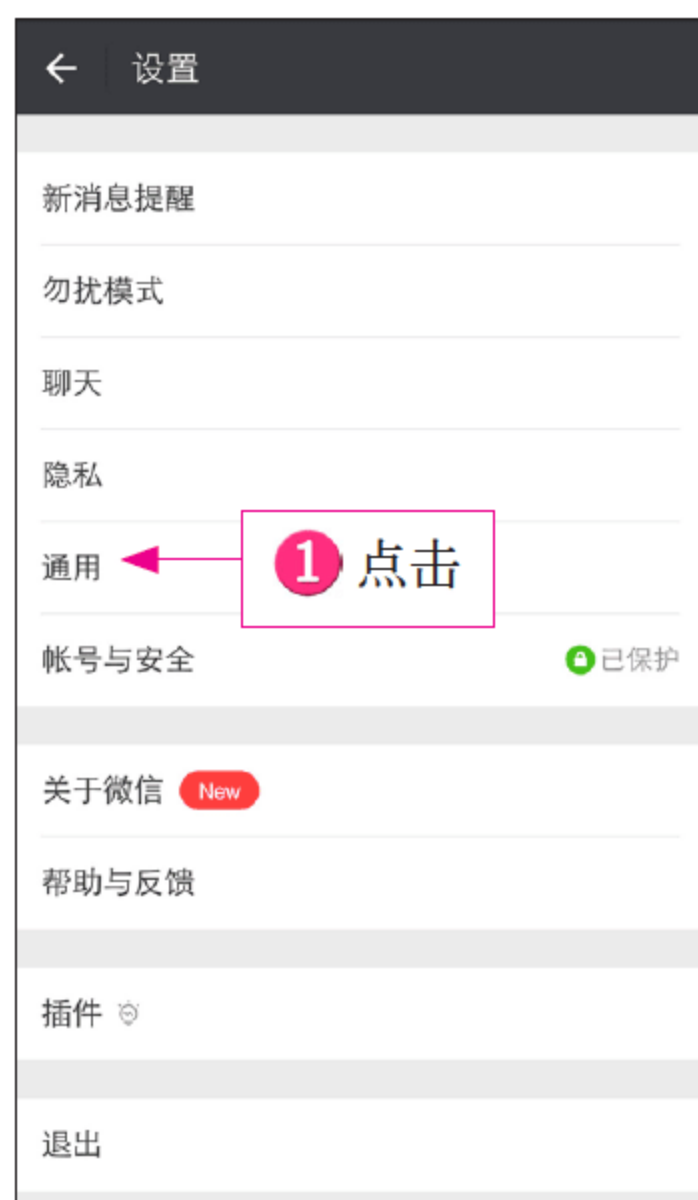 设置
新消息提醒
勿扰模式
聊天
隐私
通用
1 点击
帐号与安全 已保护
关于微信 New
帮助与反馈
插件
退出